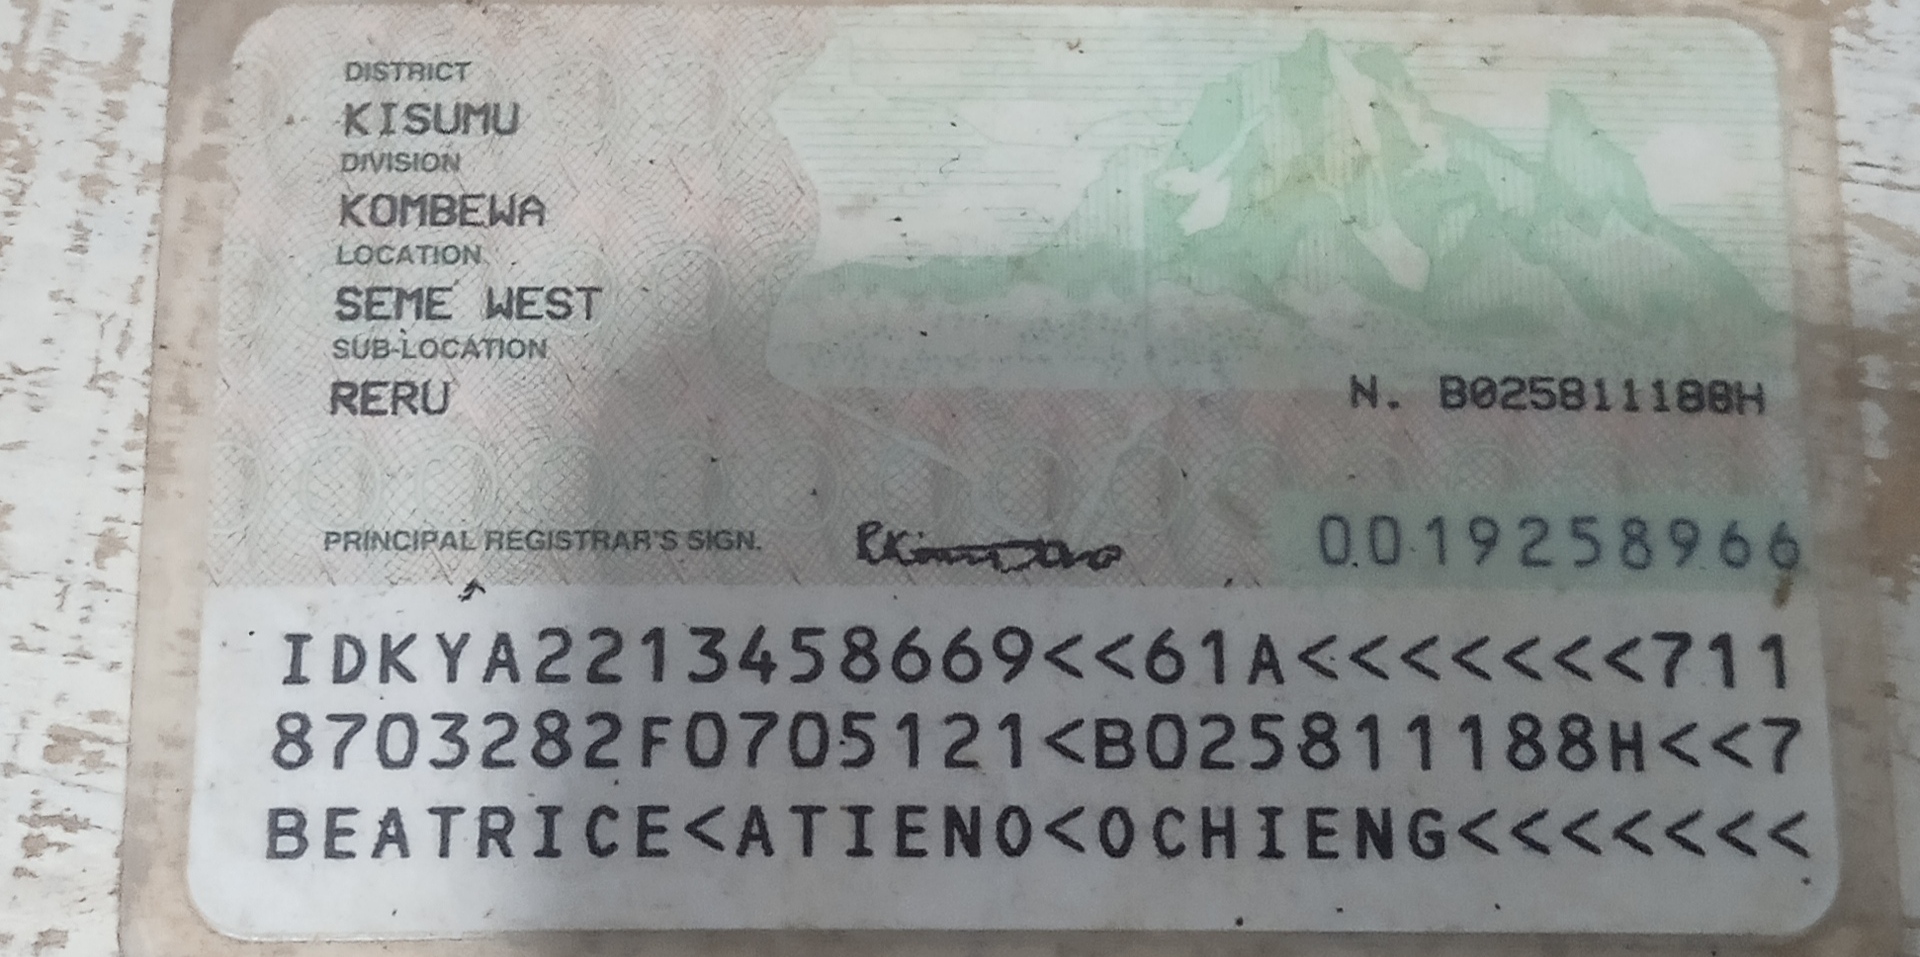 DISTRICT
KISUMU
DIVISION
KOMBEWA
LOCATION
SEME WEST
SUB-LOCATION
RERU
N. B025811188H
PRINCIPAL REGISTRAR'S SIGN.
0019258966
IDKYA2213458669<<61A<<<<<<<711
8703282F0705121<B025811188H<<7
BEATRICE<ATIENO<OCHIENG<<<<<<<